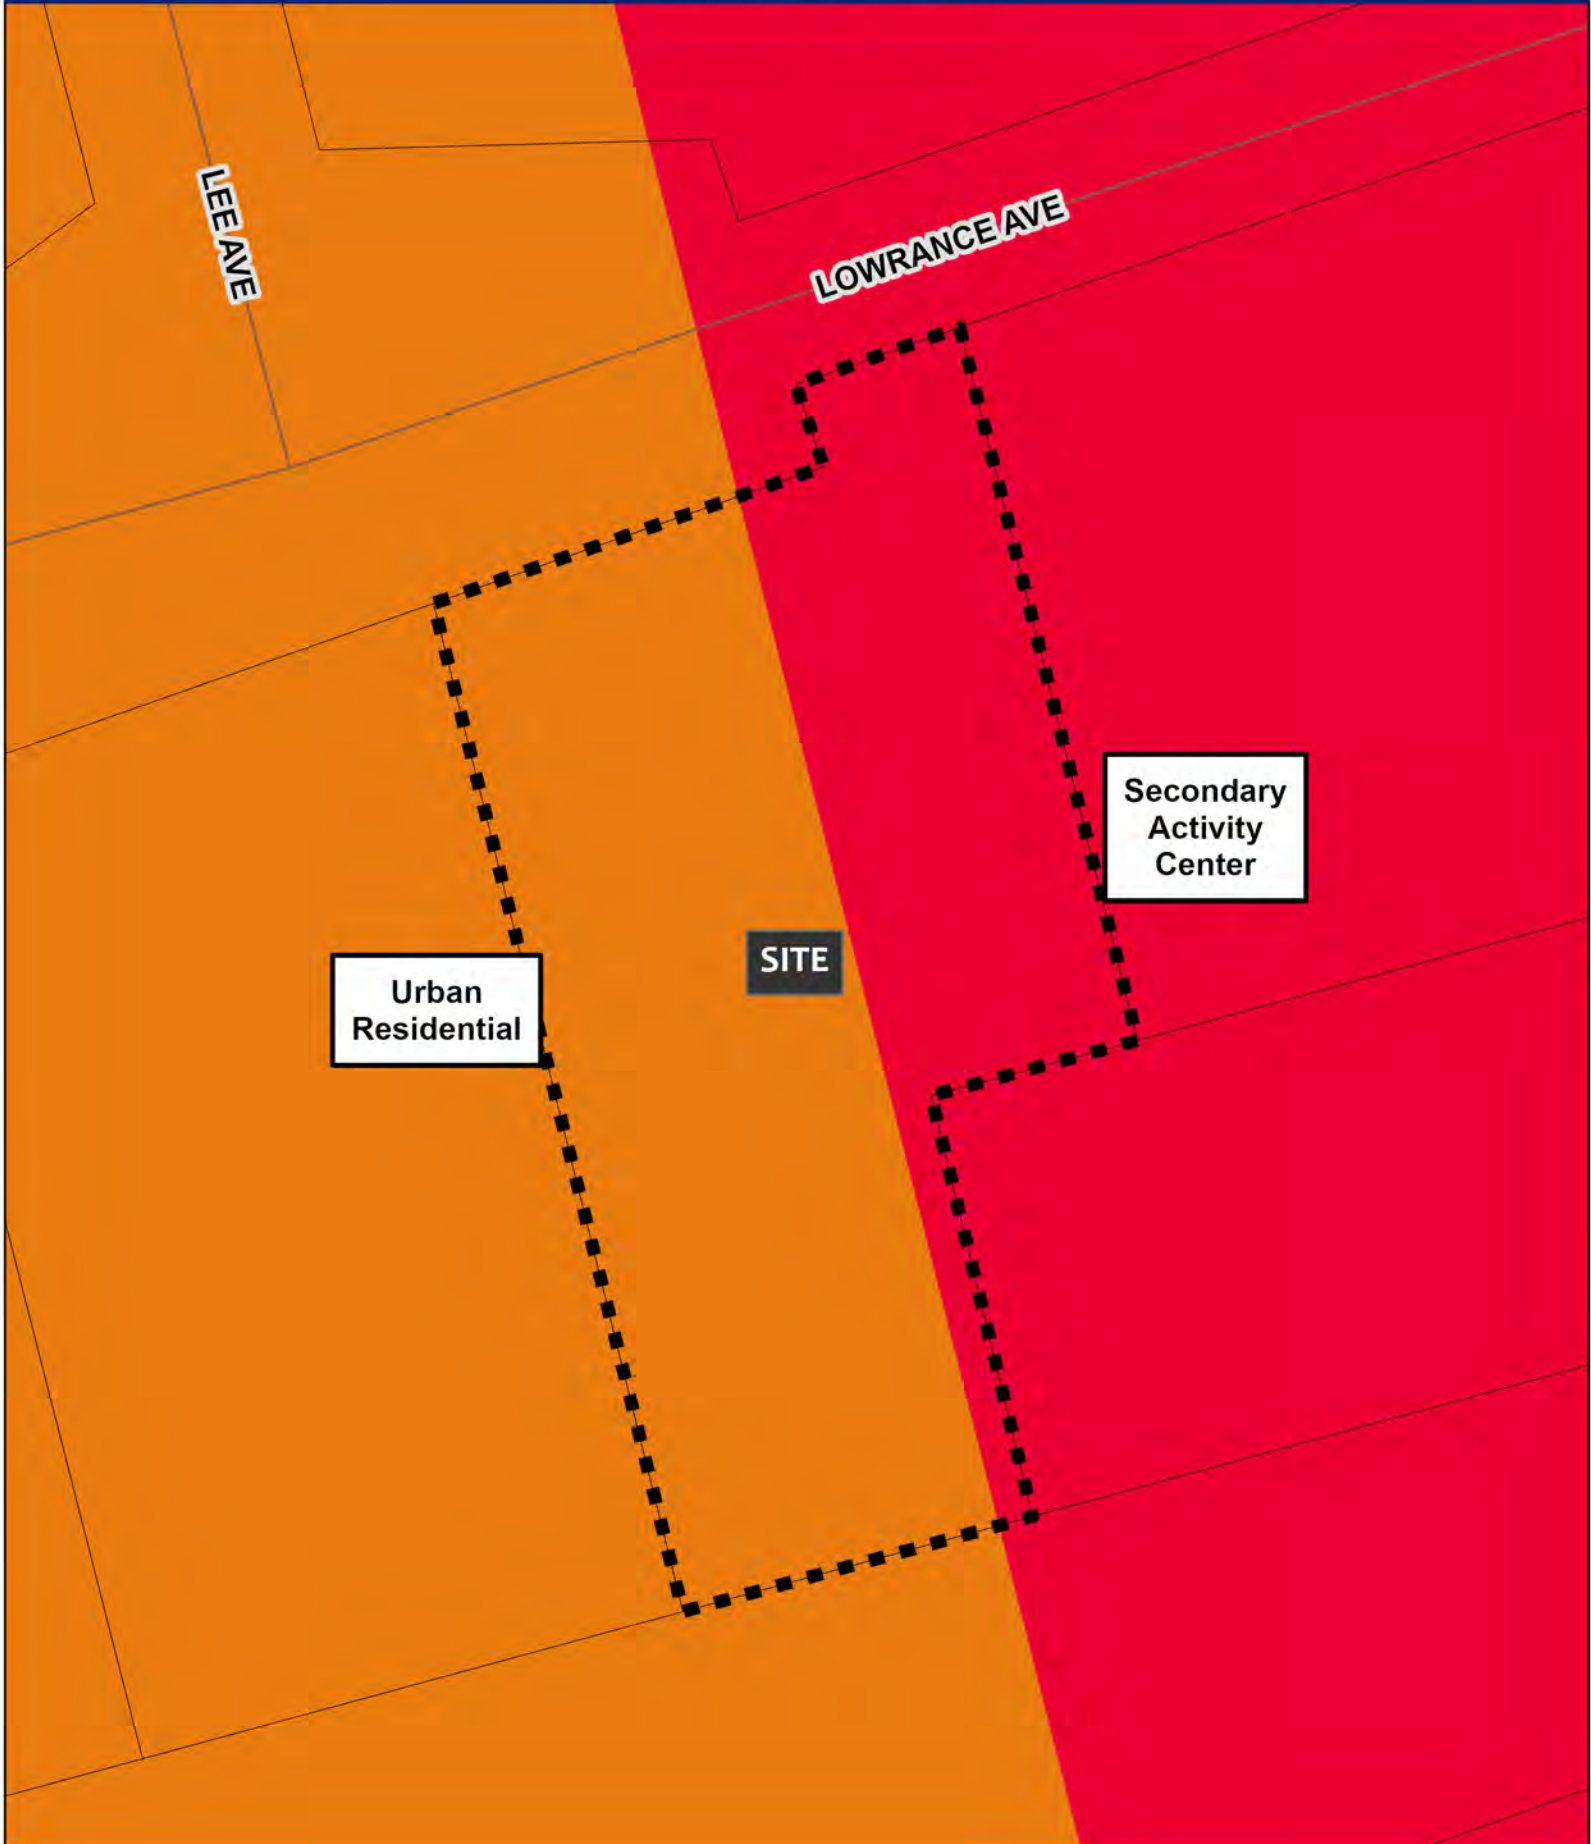 LEE AVE
LOWRANCE AVE
Secondary
Activity
Center
SITE
Urban
Residential